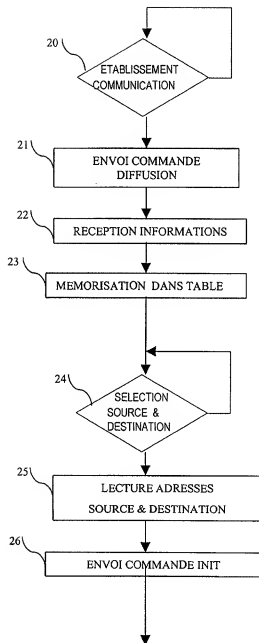 20
ETABLISSEMENT
COMMUNICATION
21
ENVOI COMMANDE
DIFFUSION
22
RECEPTION INFORMATIONS
23
MEMORISATION DANS TABLE
24
SELECTION
SOURCE &
DESTINATION
25
LECTURE ADRESSES
SOURCE & DESTINATION
26
ENVOI COMMANDE INIT